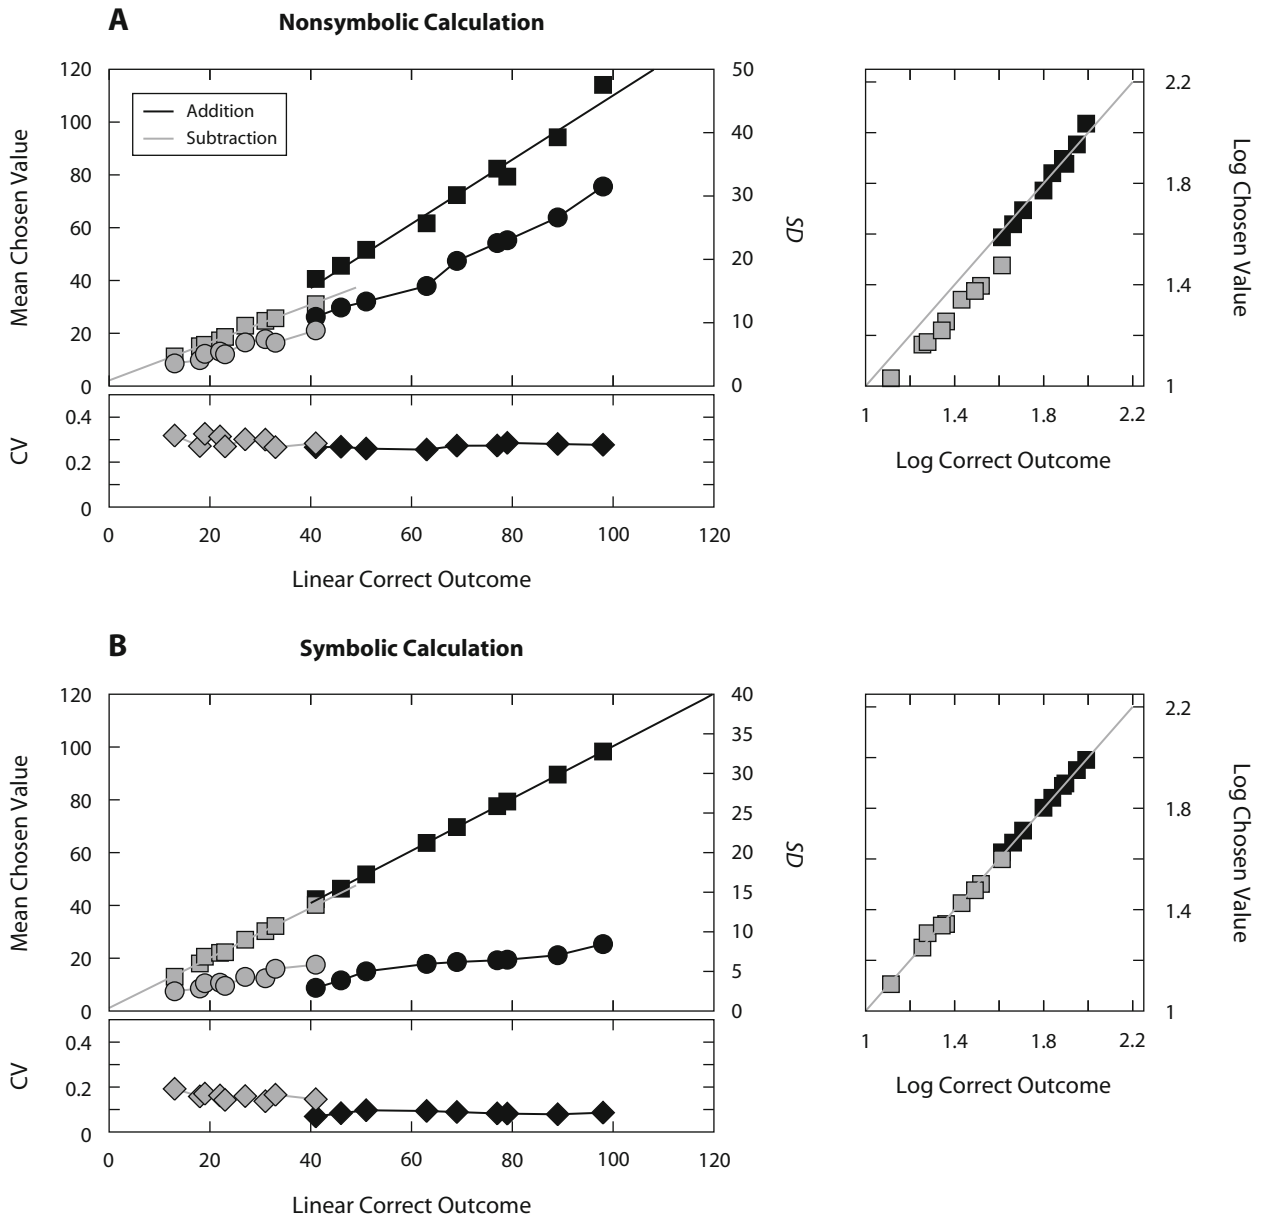 A
Nonsymbolic Calculation
120
100
80
60
40
20
0
Mean Chosen Value
Addition
Subtraction
50
40
30
20
10
0
SD
0.4
0.2
0
CV
0 20 40 60 80 100 120
Linear Correct Outcome
2.2
1.8
1.4
1
Log Chosen Value
1 1.4 1.8 2.2
Log Correct Outcome
B
Symbolic Calculation
120
100
80
60
40
20
0
Mean Chosen Value
40
35
30
25
20
15
10
5
0
SD
0.4
0.2
0
CV
0 20 40 60 80 100 120
Linear Correct Outcome
2.2
1.8
1.4
1
Log Chosen Value
1 1.4 1.8 2.2
Log Correct Outcome